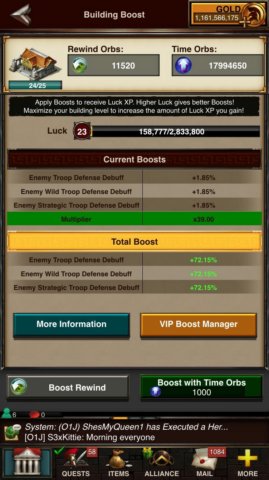 Building Boost
GOLD
1,161,565,175
Rewind Orbs:
Time Orbs:
11520
17994650
24/25
Apply Boosts to receive Luck XP. Higher Luck gives better Boosts!
Maximize your building level to increase the amount of Luck XP you gain!
Luck 23 158,777/2,833,800
Current Boosts
Enemy Troop Defense Debuff +1.85%
Enemy Wild Troop Defense Debuff +1.85%
Enemy Strategic Troop Defense Debuff +1.85%
Multiplier x39.00
Total Boost
Enemy Troop Defense Debuff +72.15%
Enemy Wild Troop Defense Debuff +72.15%
Enemy Strategic Troop Defense Debuff +72.15%
More Information
VIP Boost Manager
Boost Rewind
Boost with Time Orbs
1000
6 0
System: (O1J) ShesMyQueen1 has Executed a Her...
[O1J] S3xKittie: Morning everyone
58
1084
QUESTS ITEMS ALLIANCE MAIL MORE